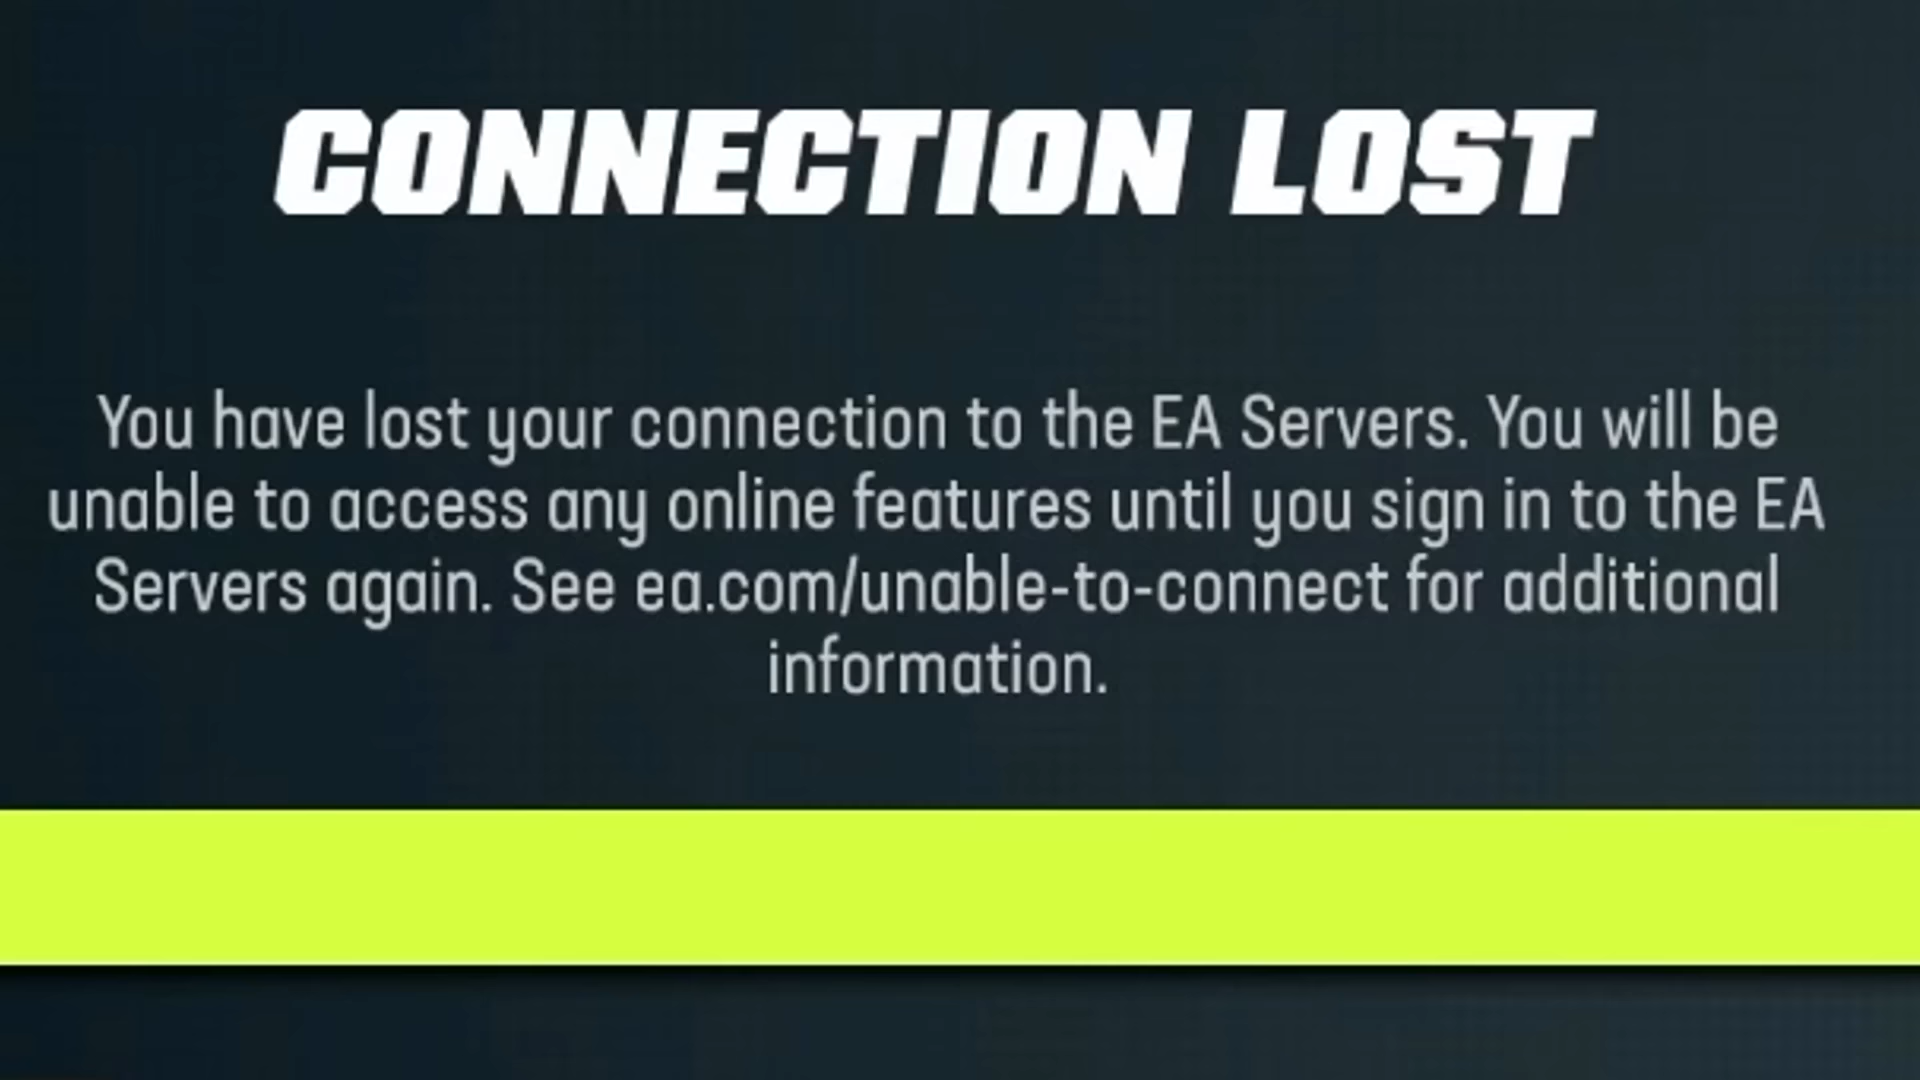 CONNECTION LOST
You have lost your connection to the EA Servers. You will be
unable to access any online features until you sign in to the EA
Servers again. See ea.com/unable-to-connect for additional
information.